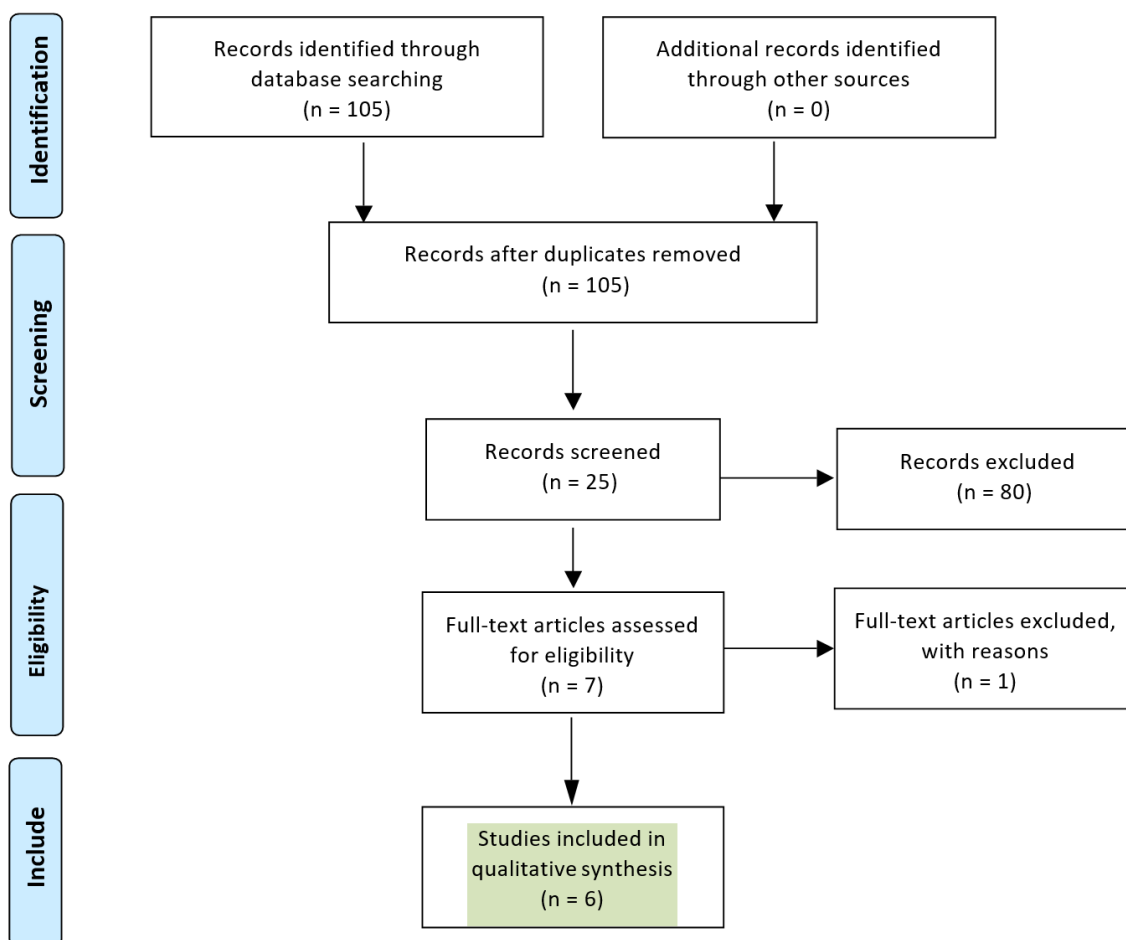 Identification
Records identified through
database searching
(n = 105)
Additional records identified
through other sources
(n = 0)
Screening
Records after duplicates removed
(n = 105)
Records screened
(n = 25)
Records excluded
(n = 80)
Eligibility
Full-text articles assessed
for eligibility
(n = 7)
Full-text articles excluded,
with reasons
(n = 1)
Include
Studies included in
qualitative synthesis
(n = 6)